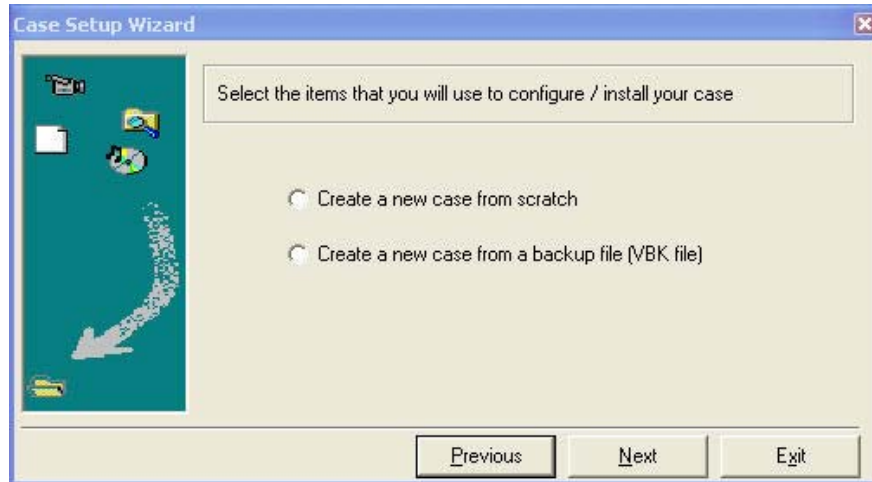 Case Setup Wizard
Select the items that you will use to configure / install your case
Create a new case from scratch
Create a new case from a backup file (VBK file)
Previous
Next
Exit